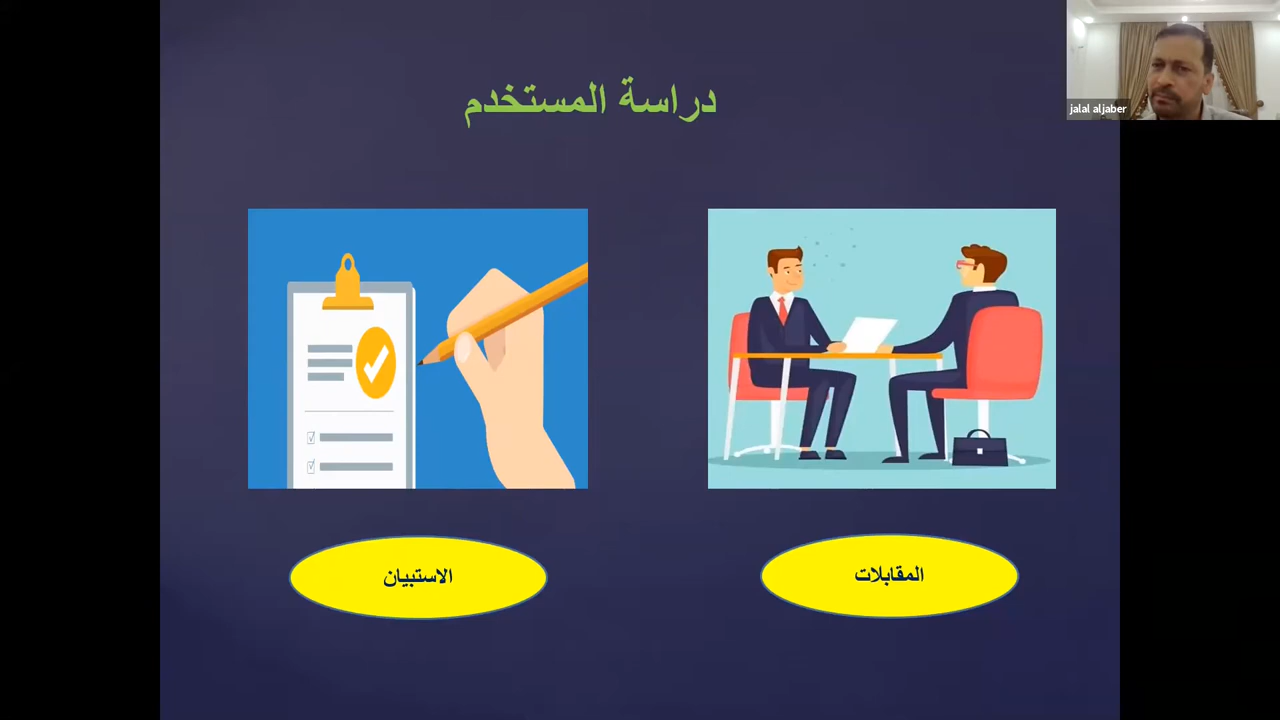 دراسة المستخدم
jalal aljaber
المقابلات
الاستبيان